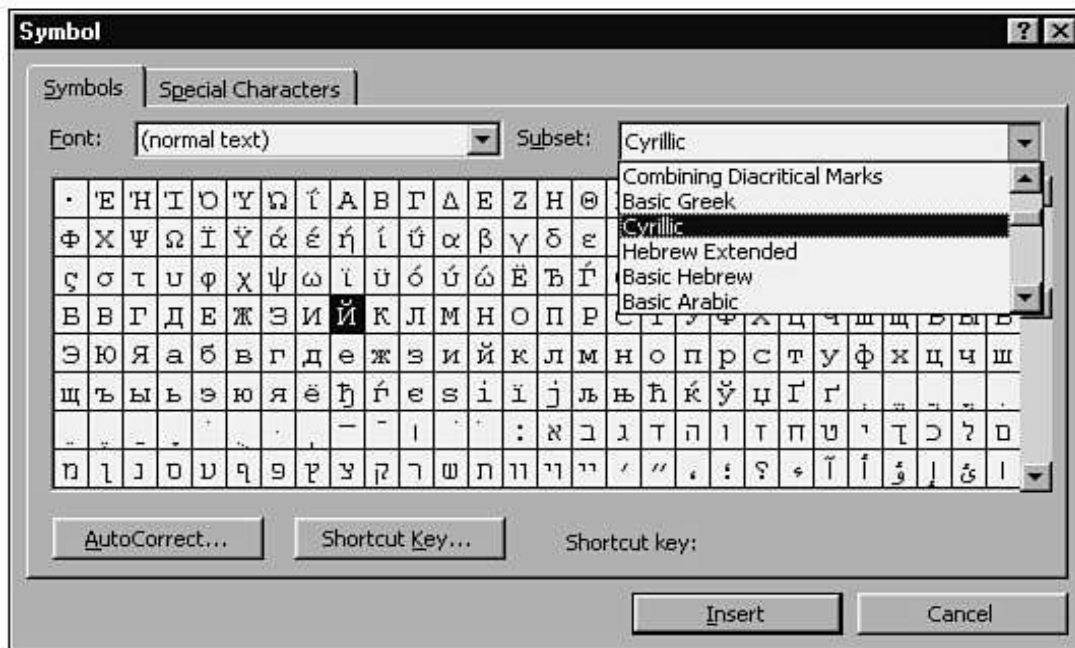 Symbol
Symbols Special Characters
Font: (normal text) Subset: Cyrillic
Combining Diacritical Marks
Basic Greek
Cyrillic
Hebrew Extended
Basic Hebrew
Basic Arabic
· Έ Ή Ί Ό Ύ Ώ ΐ Α Β Γ Δ Ε Ζ Η Θ
Φ Χ Ψ Ω Ϊ Ϋ ά έ ή ί ΰ α β γ δ ε
ς σ τ υ φ χ ψ ω ϊ ϋ ό ύ ώ Ё Ђ Ѓ
Б В Г Д Е Ж З И Й К Л М Н О П Р С Т У Ф Х Ц Ч Ш Щ Ъ Ы Ь
Э Ю Я а б в г д е ж з и й к л м н о п р с т у ф х ц ч ш
щ ъ ы ь э ю я ё ђ ѓ є ѕ і ї ј љ њ ћ ќ ў џ Ґ ґ
: א ב ג ד ה ו ז ח ט י ך כ ל ם
מ ן נ ס ע ף פ ץ צ ק ר ש ת װ ױ ײ ׳ ״ ، ؛ ؟ ء آ أ ؤ إ ئ ا
AutoCorrect... Shortcut Key... Shortcut key:
Insert Cancel